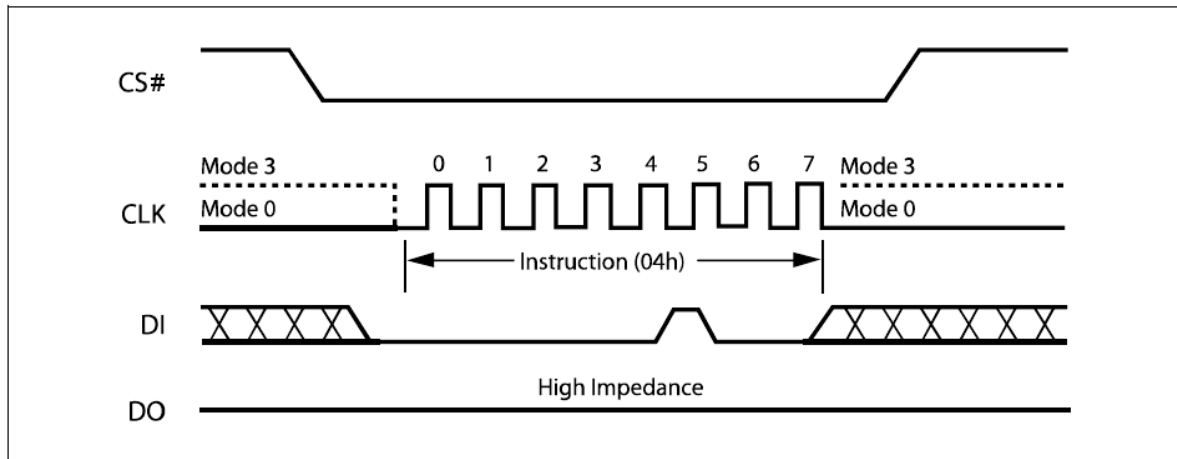 CS#
0 1 2 3 4 5 6 7
Mode 3 Mode 3
CLK
Mode 0 Mode 0
Instruction (04h)
DI
High Impedance
DO